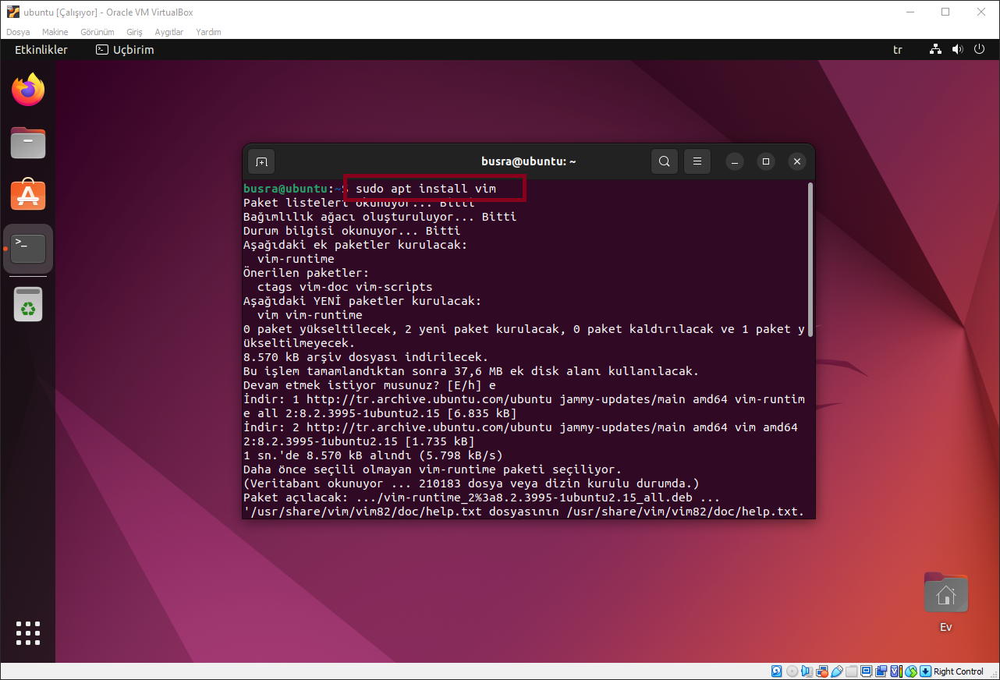 ubuntu [Çalışıyor] - Oracle VM VirtualBox
Dosya Makine Görünüm Giriş Aygıtlar Yardım
Etkinlikler Uçbirim tr
busra@ubuntu: ~
busra@ubuntu:~$ sudo apt install vim
Paket listeleri okunuyor... Bitti
Bağımlılık ağacı oluşturuluyor... Bitti
Durum bilgisi okunuyor... Bitti
Aşağıdaki ek paketler kurulacak:
vim-runtime
Önerilen paketler:
ctags vim-doc vim-scripts
Aşağıdaki YENİ paketler kurulacak:
vim vim-runtime
0 paket yükseltilecek, 2 yeni paket kurulacak, 0 paket kaldırılacak ve 1 paket y
ükseltilmeyecek.
8.570 kB arşiv dosyası indirilecek.
Bu işlem tamamlandıktan sonra 37,6 MB ek disk alanı kullanılacak.
Devam etmek istiyor musunuz? [E/h] e
İndir: 1 http://tr.archive.ubuntu.com/ubuntu jammy-updates/main amd64 vim-runtim
e all 2:8.2.3995-1ubuntu2.15 [6.835 kB]
İndir: 2 http://tr.archive.ubuntu.com/ubuntu jammy-updates/main amd64 vim amd64
2:8.2.3995-1ubuntu2.15 [1.735 kB]
1 sn.'de 8.570 kB alındı (5.798 kB/s)
Daha önce seçili olmayan vim-runtime paketi seçiliyor.
(Veritabanı okunuyor ... 210183 dosya veya dizin kurulu durumda.)
Paket açılacak: .../vim-runtime_2%3a8.2.3995-1ubuntu2.15_all.deb ...
'/usr/share/vim/vim82/doc/help.txt dosyasının /usr/share/vim/vim82/doc/help.txt.
Ev
Right Control